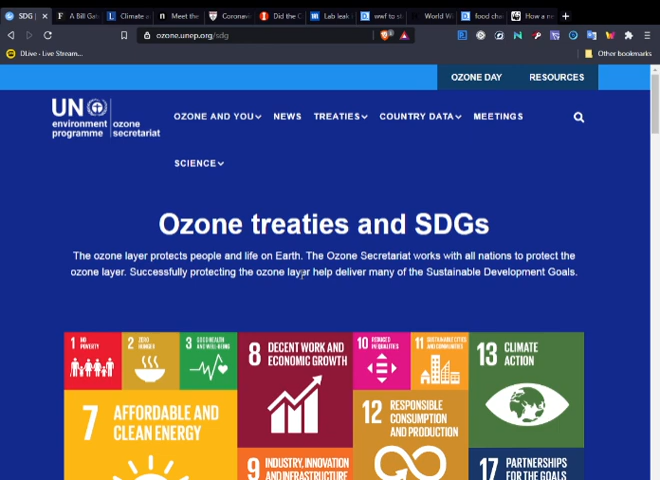 SDG |
A Bill Gat
Climate a
Meet the
Coronavi
Did the C
Lab leak
wwf to st
World Wi
food cha
How a ne
ozone.unep.org/sdg
DLive - Live Stream...
Other bookmarks
OZONE DAY
RESOURCES
UN
environment programme
ozone secretariat
OZONE AND YOU
NEWS
TREATIES
COUNTRY DATA
MEETINGS
SCIENCE
Ozone treaties and SDGs
The ozone layer protects people and life on Earth. The Ozone Secretariat works with all nations to protect the
ozone layer. Successfully protecting the ozone layer help deliver many of the Sustainable Development Goals.
1 NO
POVERTY
2 ZERO
HUNGER
3 GOOD HEALTH
AND WELL-BEING
8 DECENT WORK AND
ECONOMIC GROWTH
10 REDUCED
INEQUALITIES
11 SUSTAINABLE CITIES
AND COMMUNITIES
13 CLIMATE
ACTION
7 AFFORDABLE AND
CLEAN ENERGY
12 RESPONSIBLE
CONSUMPTION
AND PRODUCTION
9 INDUSTRY, INNOVATION
AND INFRASTRUCTURE
17 PARTNERSHIPS
FOR THE GOALS